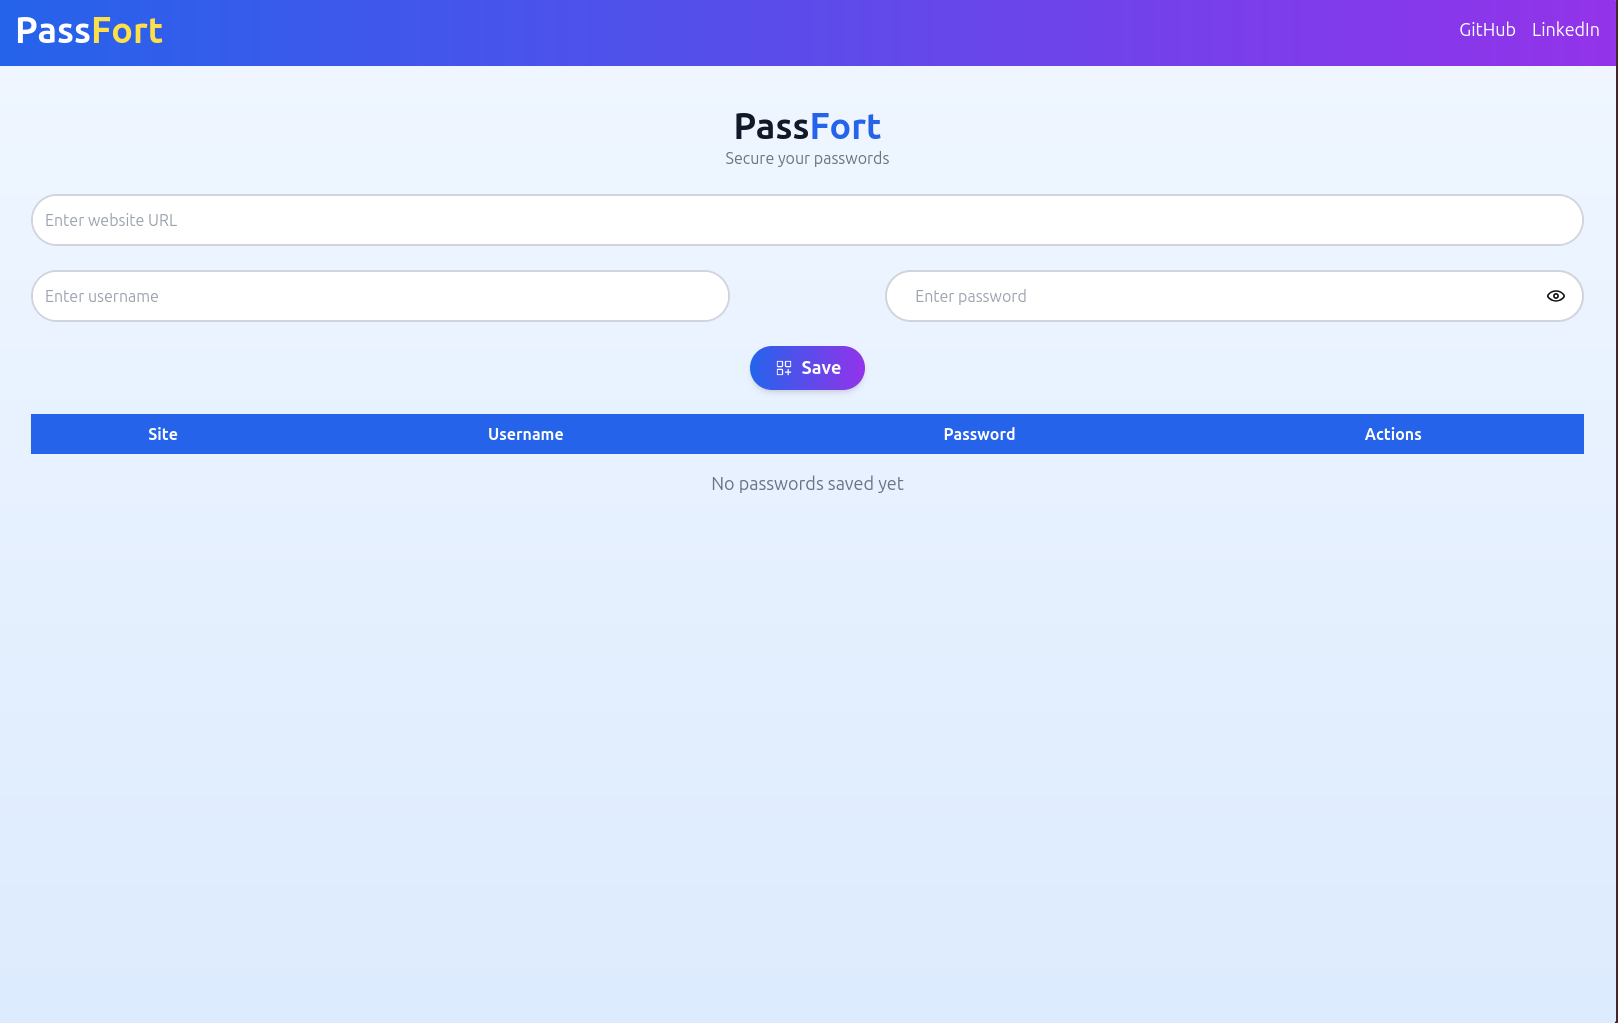 PassFort
GitHub LinkedIn
PassFort
Secure your passwords
Enter website URL
Enter username
Enter password
Save
Site Username Password Actions
No passwords saved yet